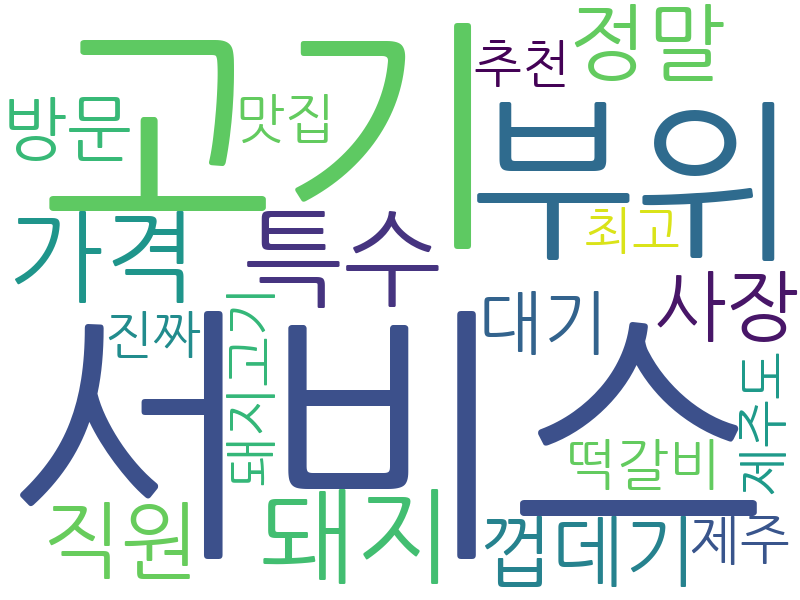 고기
추천
정말
방문
맛집
부위
가격
특수
최고
서비스
진짜
돼지고기
대기
사장
제주도
떡갈비
직원
돼지
껍데기
제주